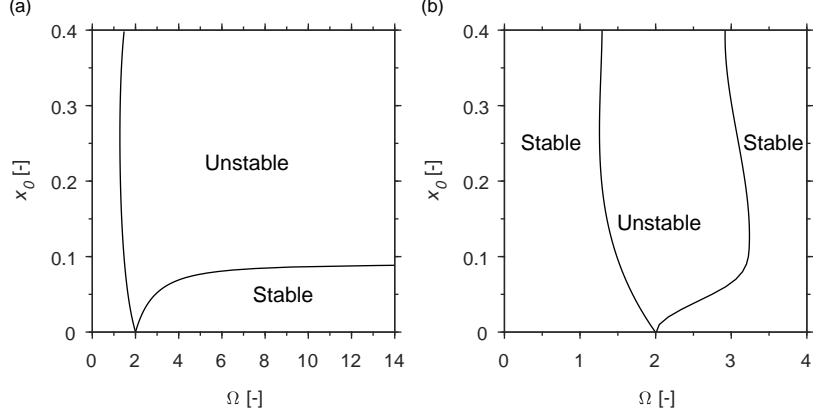 (a)
0.4
0.3
0.2
0.1
0
x0 [-]
Unstable
Stable
0 2 4 6 8 10 12 14
Ω [-]
(b)
0.4
0.3
0.2
0.1
0
x0 [-]
Stable
Unstable
Stable
0 1 2 3 4
Ω [-]